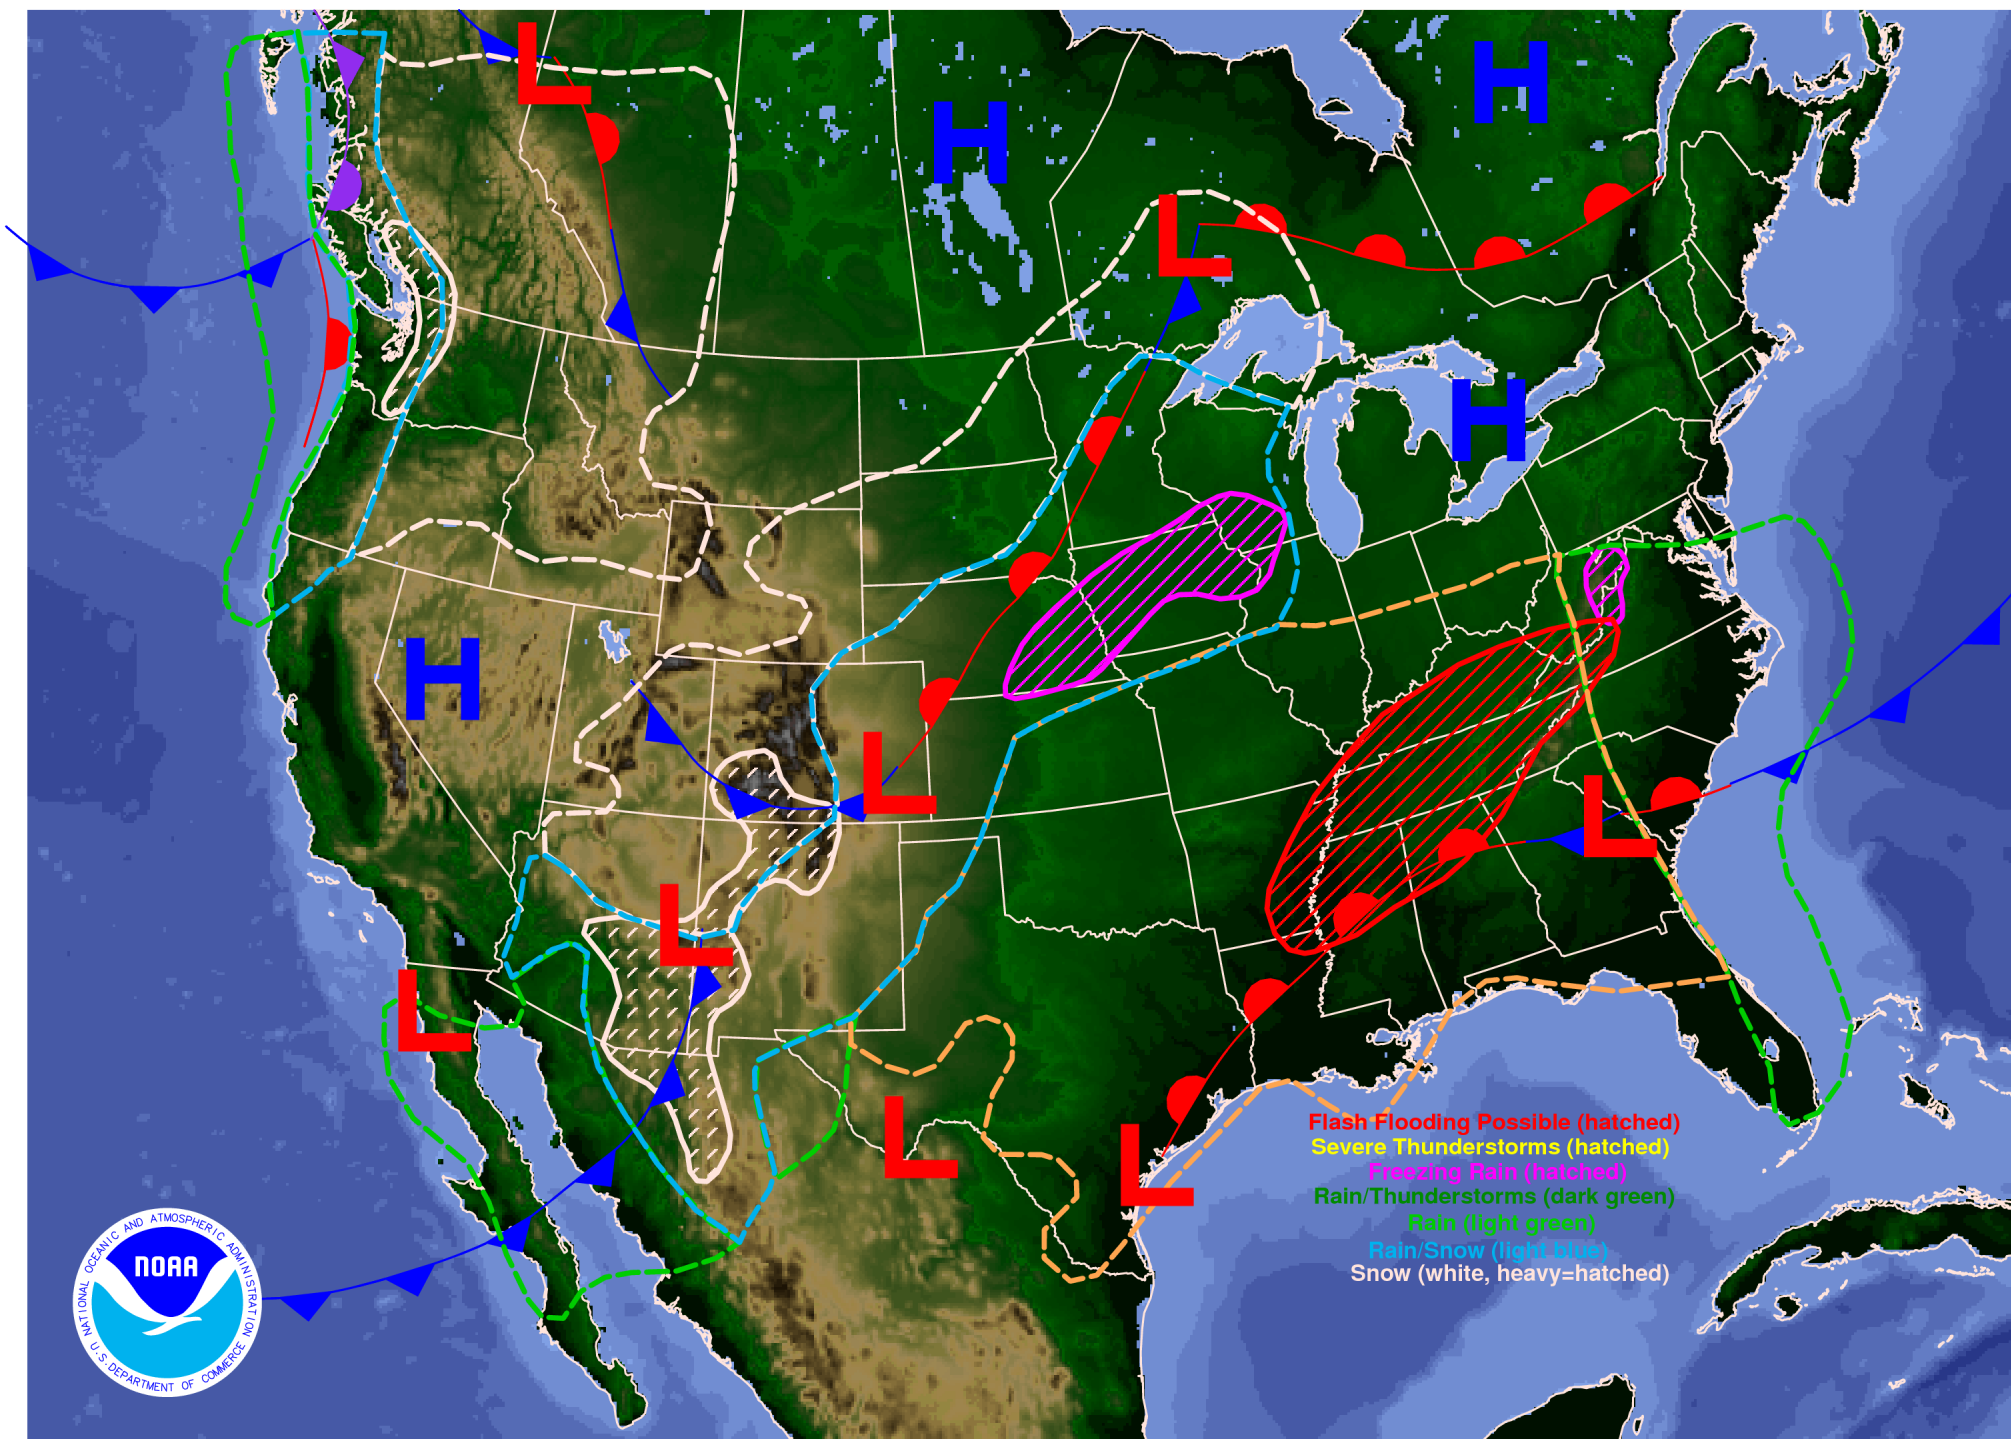 L
H
H
L
H
H
L
L
L
L
L
L
Flash Flooding Possible (hatched)
Severe Thunderstorms (hatched)
Freezing Rain (hatched)
Rain/Thunderstorms (dark green)
Rain (light green)
Rain/Snow (light blue)
Snow (white, heavy=hatched)
NATIONAL OCEANIC AND ATMOSPHERIC ADMINISTRATION
NOAA
U.S. DEPARTMENT OF COMMERCE